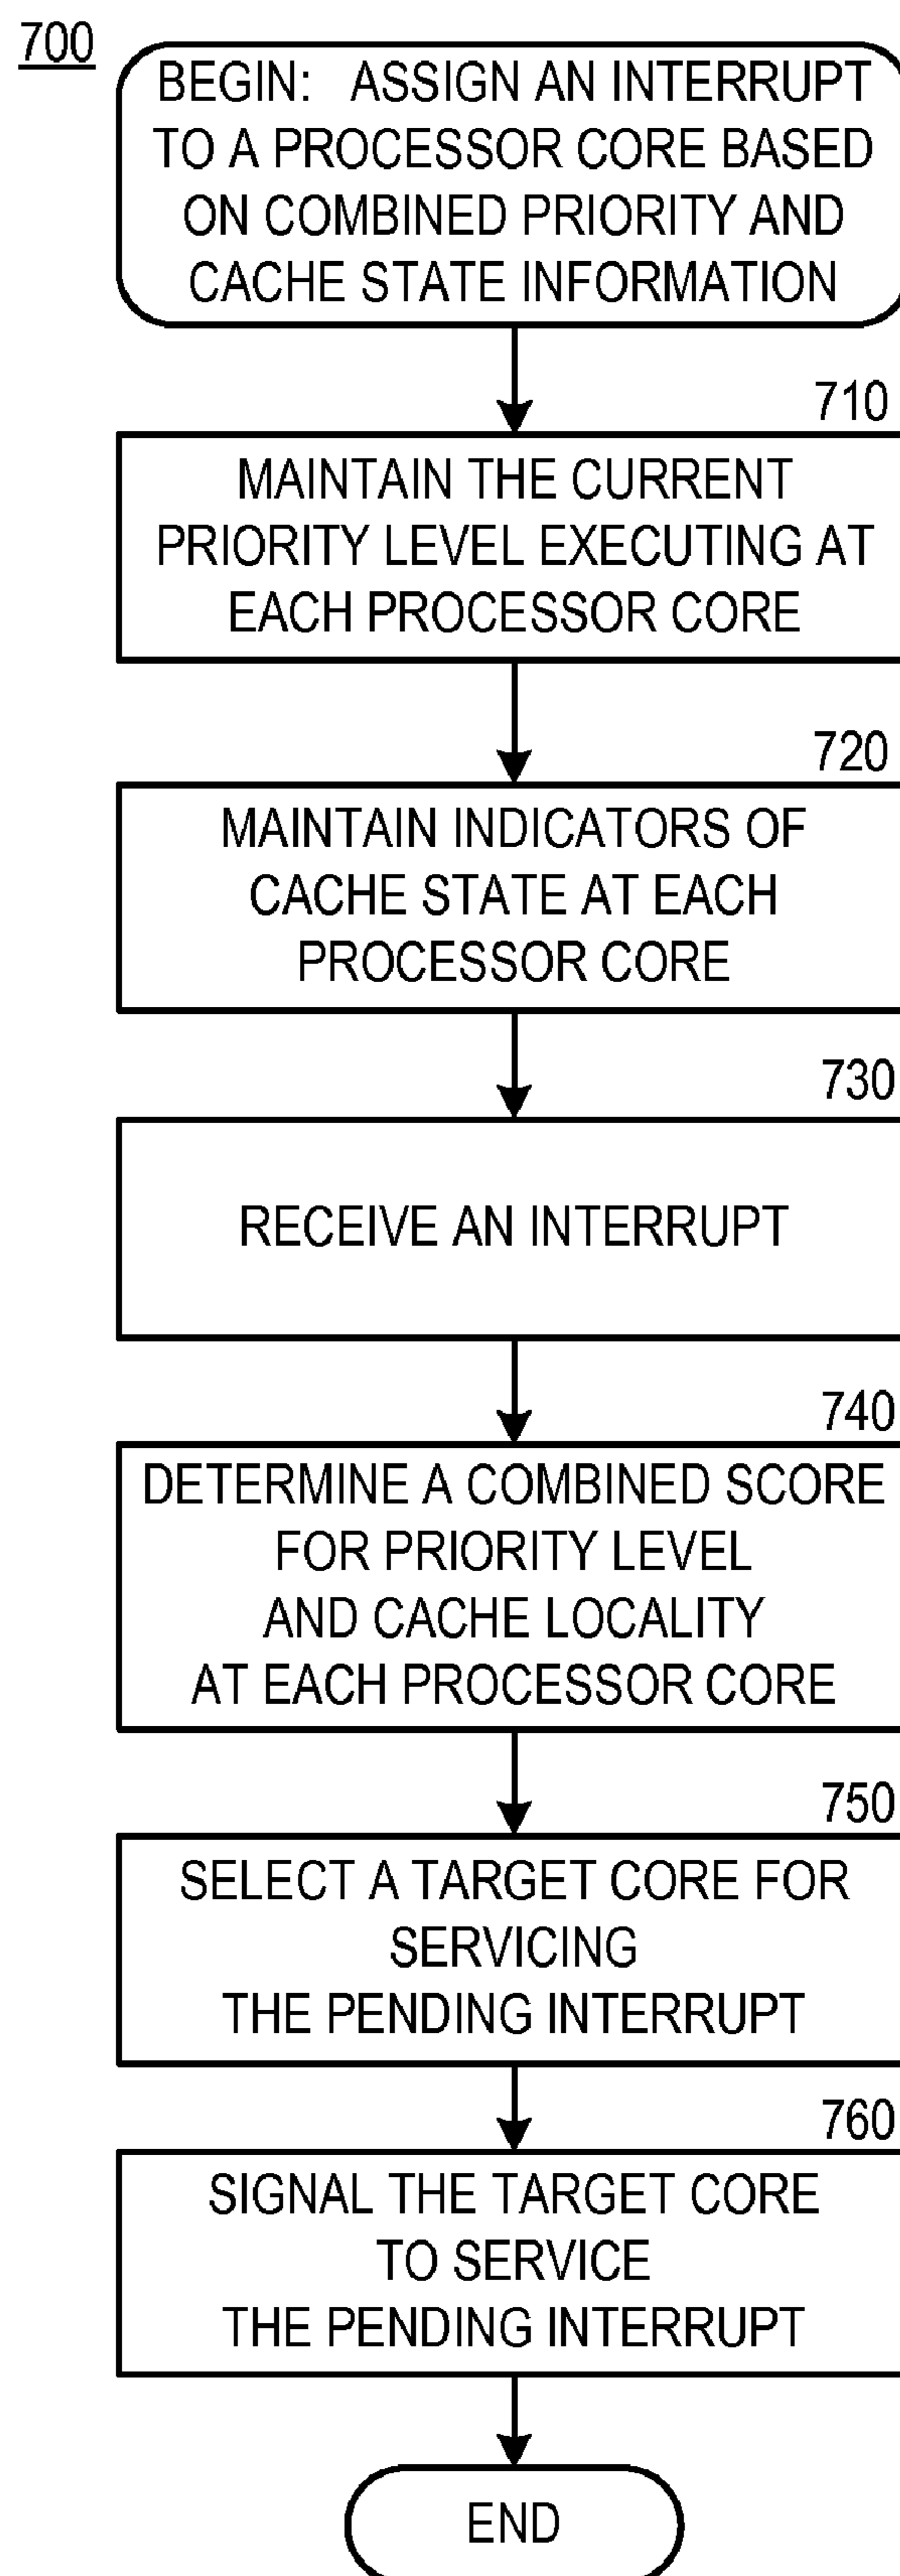 700
BEGIN: ASSIGN AN INTERRUPT
TO A PROCESSOR CORE BASED
ON COMBINED PRIORITY AND
CACHE STATE INFORMATION
710
MAINTAIN THE CURRENT
PRIORITY LEVEL EXECUTING AT
EACH PROCESSOR CORE
720
MAINTAIN INDICATORS OF
CACHE STATE AT EACH
PROCESSOR CORE
730
RECEIVE AN INTERRUPT
740
DETERMINE A COMBINED SCORE
FOR PRIORITY LEVEL
AND CACHE LOCALITY
AT EACH PROCESSOR CORE
750
SELECT A TARGET CORE FOR
SERVICING
THE PENDING INTERRUPT
760
SIGNAL THE TARGET CORE
TO SERVICE
THE PENDING INTERRUPT
END